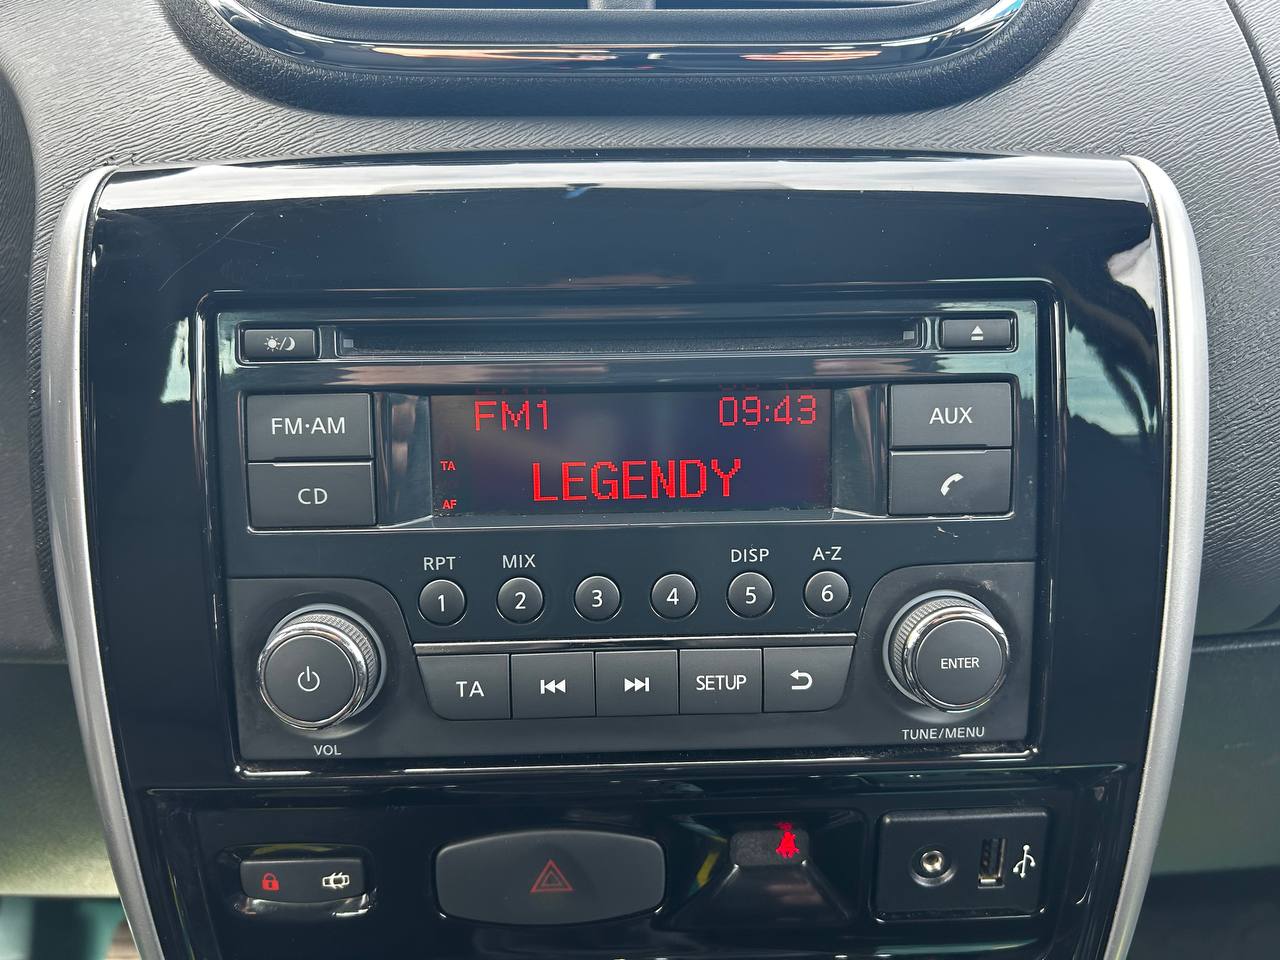 FM1 09:43
FM·AM AUX
TA
LEGENDY
CD
AF
RPT MIX DISP A-Z
1 2 3 4 5 6
ENTER
TA SETUP
VOL TUNE/MENU